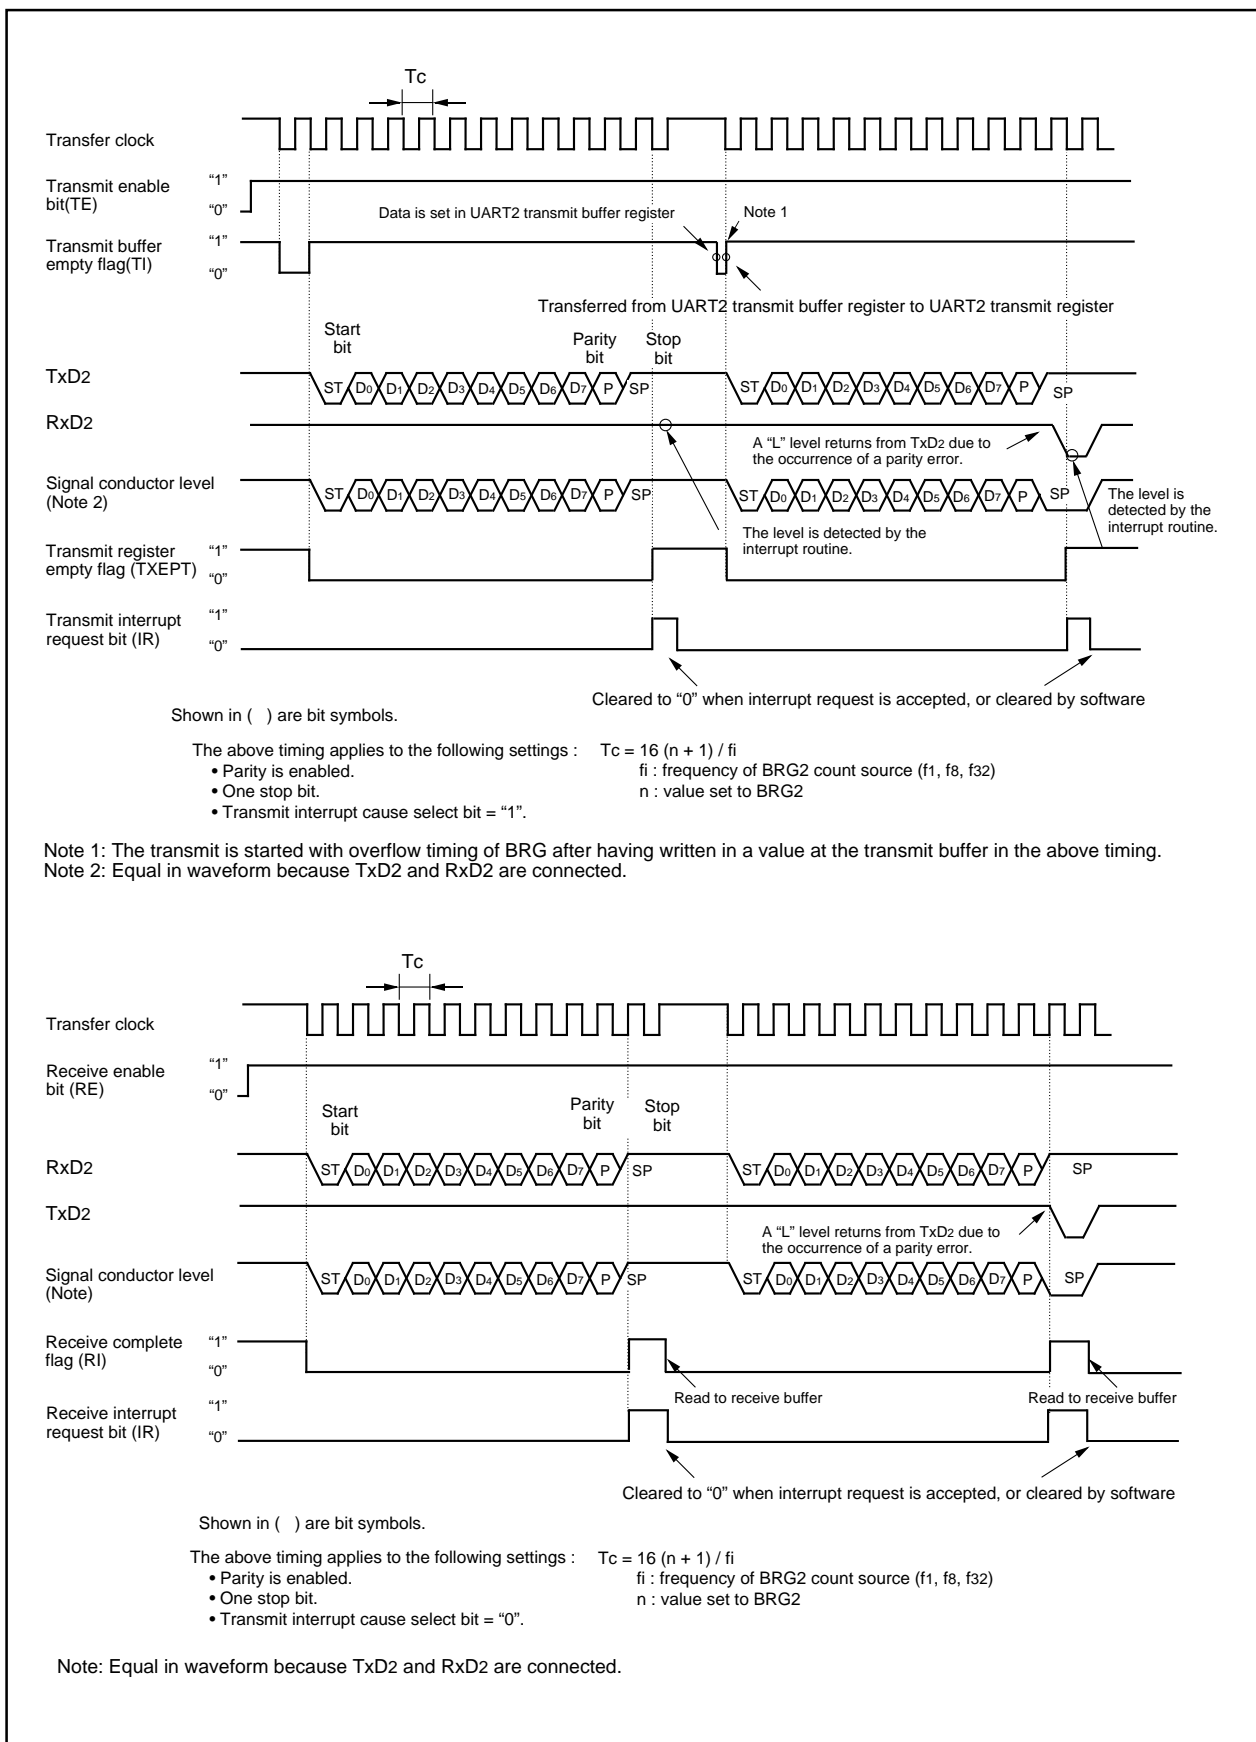 Tc
Transfer clock
Transmit enable
bit(TE)
“1”
“0”
Data is set in UART2 transmit buffer register
Note 1
Transmit buffer
empty flag(TI)
“1”
“0”
Transferred from UART2 transmit buffer register to UART2 transmit register
Start
bit
Parity
bit
Stop
bit
TxD2
ST D0 D1 D2 D3 D4 D5 D6 D7 P SP
ST D0 D1 D2 D3 D4 D5 D6 D7 P SP
RxD2
A “L” level returns from TxD2 due to
the occurrence of a parity error.
Signal conductor level
(Note 2)
ST D0 D1 D2 D3 D4 D5 D6 D7 P SP
ST D0 D1 D2 D3 D4 D5 D6 D7 P SP
The level is
detected by the
interrupt routine.
The level is detected by the
interrupt routine.
Transmit register
empty flag (TXEPT)
“1”
“0”
Transmit interrupt
request bit (IR)
“1”
“0”
Cleared to “0” when interrupt request is accepted, or cleared by software
Shown in ( ) are bit symbols.
The above timing applies to the following settings :
• Parity is enabled.
• One stop bit.
• Transmit interrupt cause select bit = “1”.
Tc = 16 (n + 1) / fi
fi : frequency of BRG2 count source (f1, f8, f32)
n : value set to BRG2
Note 1: The transmit is started with overflow timing of BRG after having written in a value at the transmit buffer in the above timing.
Note 2: Equal in waveform because TxD2 and RxD2 are connected.
Tc
Transfer clock
Receive enable
bit (RE)
“1”
“0”
Start
bit
Parity
bit
Stop
bit
RxD2
ST D0 D1 D2 D3 D4 D5 D6 D7 P SP
ST D0 D1 D2 D3 D4 D5 D6 D7 P SP
TxD2
A “L” level returns from TxD2 due to
the occurrence of a parity error.
Signal conductor level
(Note)
ST D0 D1 D2 D3 D4 D5 D6 D7 P SP
ST D0 D1 D2 D3 D4 D5 D6 D7 P SP
Receive complete
flag (RI)
“1”
“0”
Read to receive buffer
Read to receive buffer
Receive interrupt
request bit (IR)
“1”
“0”
Cleared to “0” when interrupt request is accepted, or cleared by software
Shown in ( ) are bit symbols.
The above timing applies to the following settings :
• Parity is enabled.
• One stop bit.
• Transmit interrupt cause select bit = “0”.
Tc = 16 (n + 1) / fi
fi : frequency of BRG2 count source (f1, f8, f32)
n : value set to BRG2
Note: Equal in waveform because TxD2 and RxD2 are connected.